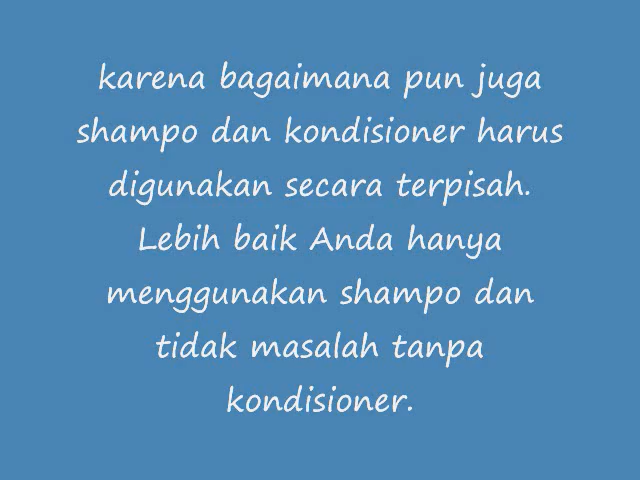 karena bagaimana pun juga
shampo dan kondisioner harus
digunakan secara terpisah.
Lebih baik Anda hanya
menggunakan shampo dan
tidak masalah tanpa
kondisioner.